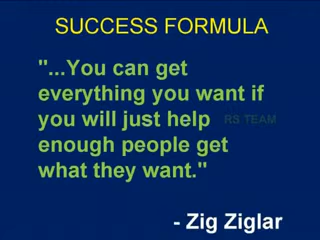 SUCCESS FORMULA
"...You can get
everything you want if
you will just help
RS TEAM
enough people get
what they want."
- Zig Ziglar